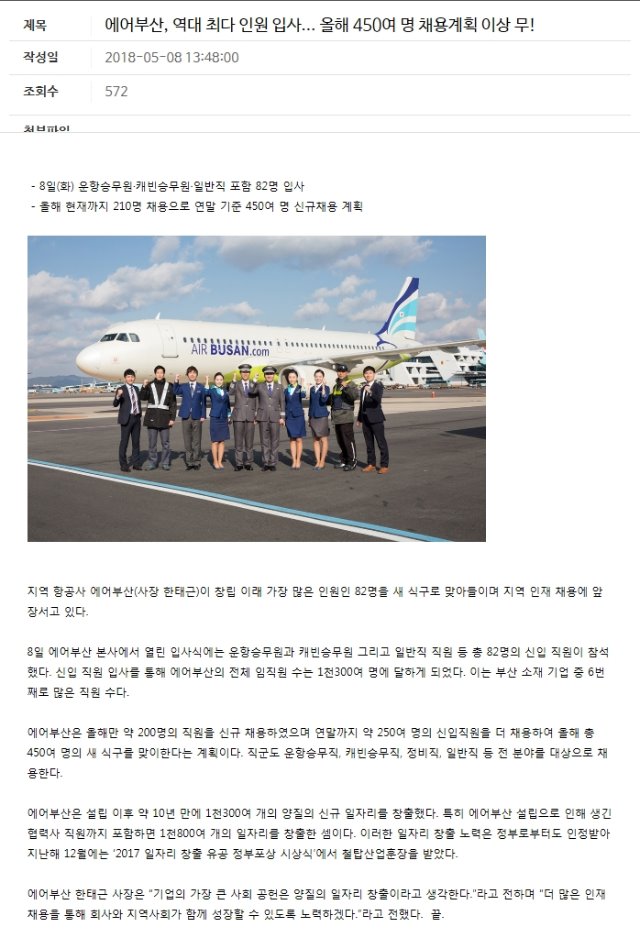 제목 에어부산, 역대 최다 인원 입사... 올해 450여 명 채용계획 이상 무!
작성일 2018-05-08 13:48:00
조회수 572
첨부파일
- 8일(화) 운항승무원·캐빈승무원·일반직 포함 82명 입사
- 올해 현재까지 210명 채용으로 연말 기준 450여 명 신규채용 계획
AIR BUSAN.com
지역 항공사 에어부산(사장 한태근)이 창립 이래 가장 많은 인원인 82명을 새 식구로 맞아들이며 지역 인재 채용에 앞
장서고 있다.
8일 에어부산 본사에서 열린 입사식에는 운항승무원과 캐빈승무원 그리고 일반직 직원 등 총 82명의 신입 직원이 참석
했다. 신입 직원 입사를 통해 에어부산의 전체 임직원 수는 1천300여 명에 달하게 되었다. 이는 부산 소재 기업 중 6번
째로 많은 직원 수다.
에어부산은 올해만 약 200명의 직원을 신규 채용하였으며 연말까지 약 250여 명의 신입직원을 더 채용하여 올해 총
450여 명의 새 식구를 맞이한다는 계획이다. 직군도 운항승무직, 캐빈승무직, 정비직, 일반직 등 전 분야를 대상으로 채
용한다.
에어부산은 설립 이후 약 10년 만에 1천300여 개의 양질의 신규 일자리를 창출했다. 특히 에어부산 설립으로 인해 생긴
협력사 직원까지 포함하면 1천800여 개의 일자리를 창출한 셈이다. 이러한 일자리 창출 노력은 정부로부터도 인정받아
지난해 12월에는 '2017 일자리 창출 유공 정부포상 시상식'에서 철탑산업훈장을 받았다.
에어부산 한태근 사장은 "기업의 가장 큰 사회 공헌은 양질의 일자리 창출이라고 생각한다."라고 전하며 "더 많은 인재
채용을 통해 회사와 지역사회가 함께 성장할 수 있도록 노력하겠다."라고 전했다. 끝.